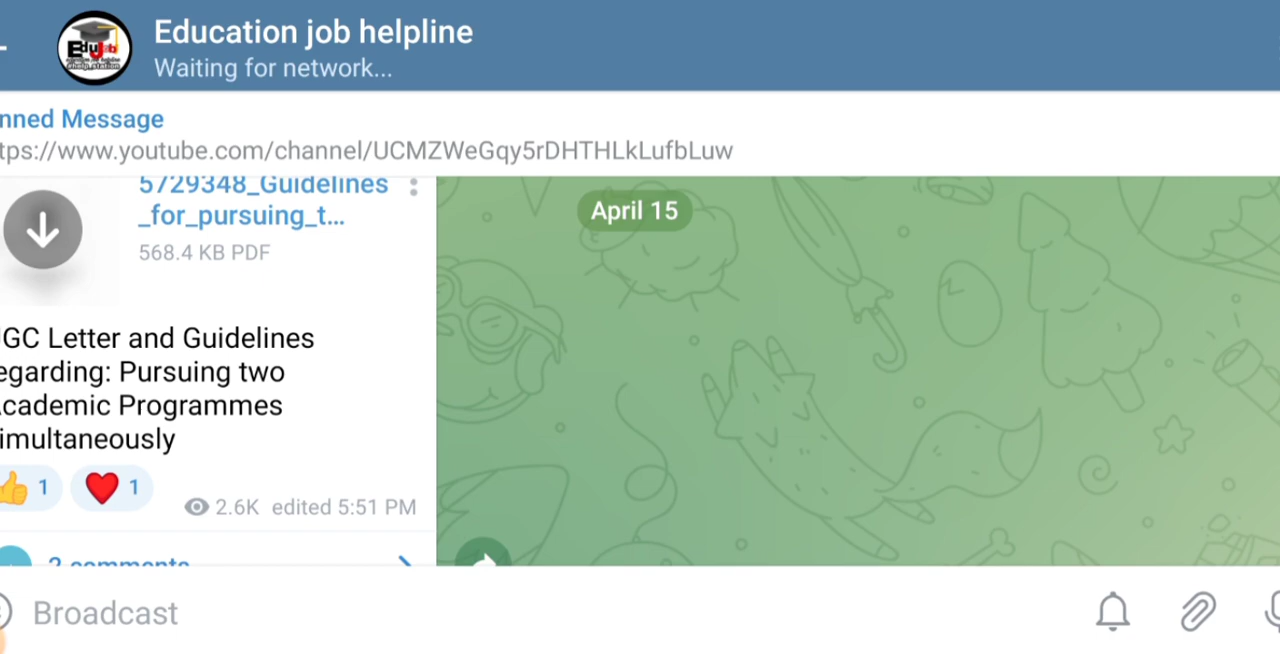 Education job helpline
Waiting for network...
nned Message
tps://www.youtube.com/channel/UCMZWeGqy5rDHTHLkLufbLuw
5729348_Guidelines
_for_pursuing_t...
568.4 KB PDF
April 15
GC Letter and Guidelines
egarding: Pursuing two
cademic Programmes
imultaneously
1
1
2.6K edited 5:51 PM
2 comments
Broadcast